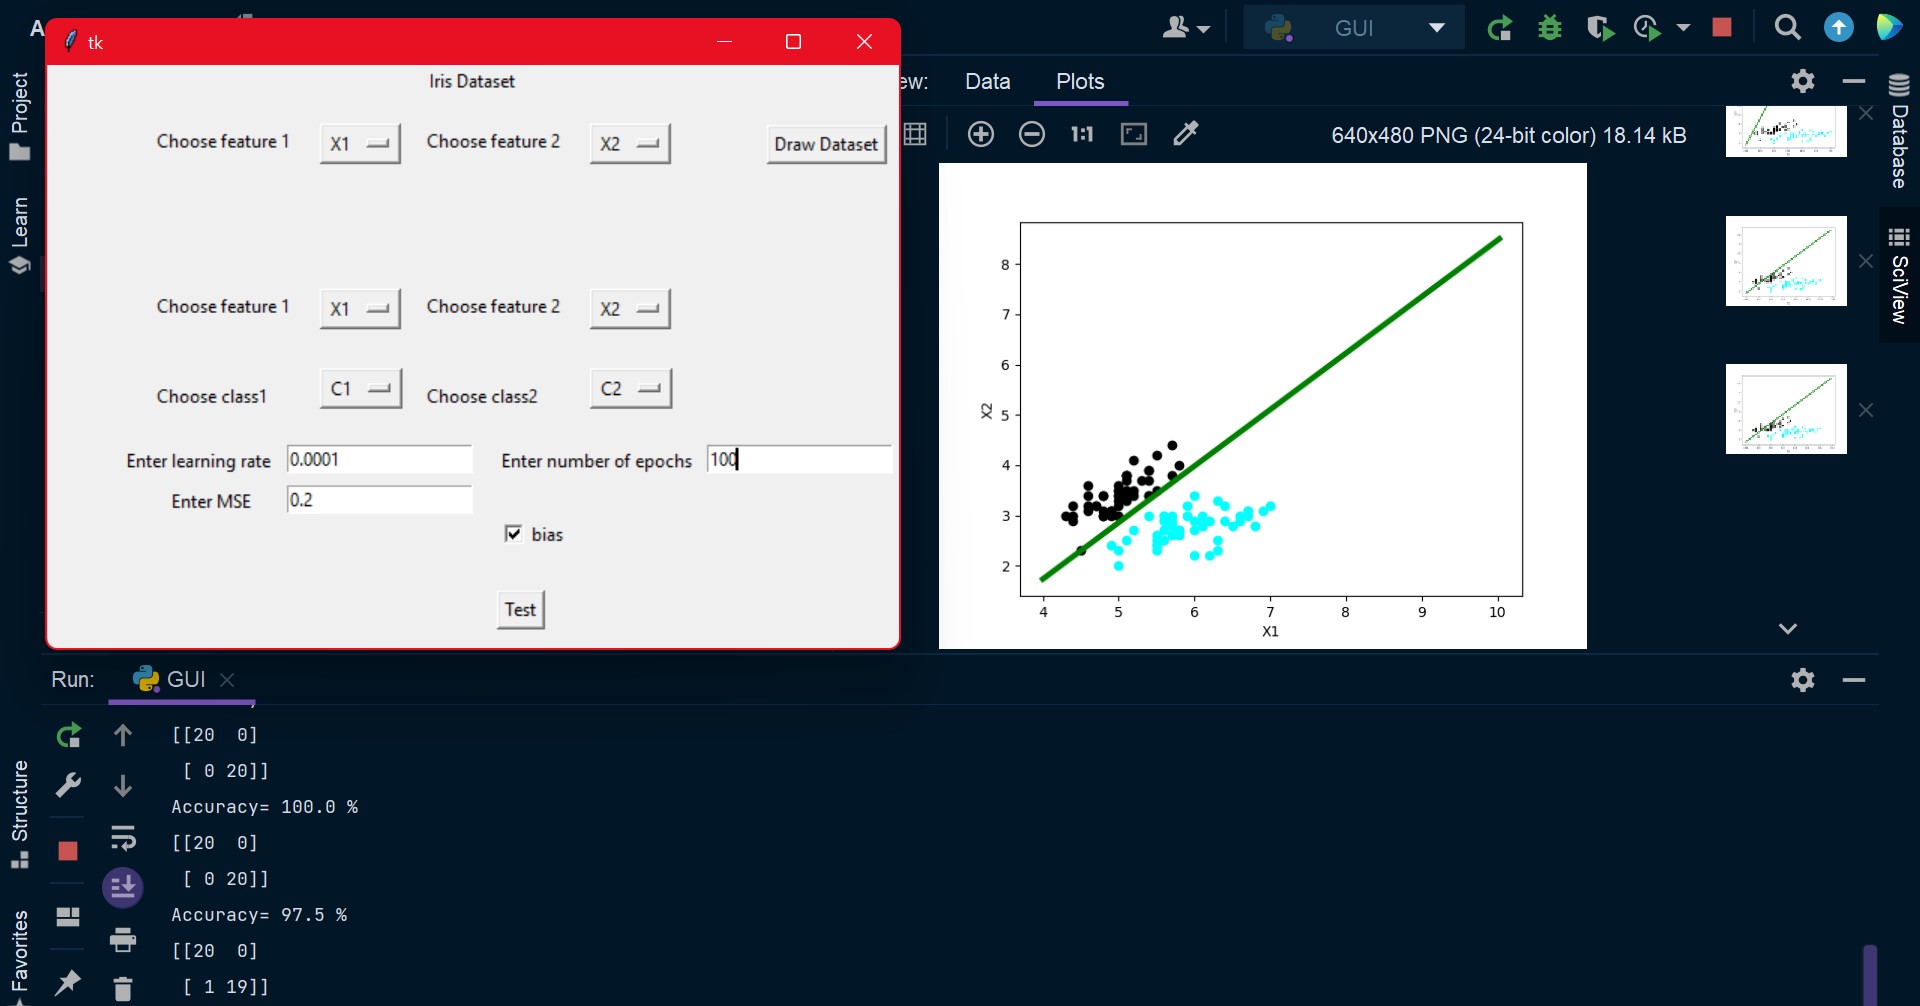 A
tk
Iris Dataset
Choose feature 1 X1 Choose feature 2 X2 Draw Dataset
Choose feature 1 X1 Choose feature 2 X2
Choose class1 C1 Choose class2 C2
Enter learning rate 0.0001 Enter number of epochs 100
Enter MSE 0.2
bias
Test
GUI
ew: Data Plots
1:1 640x480 PNG (24-bit color) 18.14 kB
X2
8
7
6
5
4
3
2
4 5 6 7 8 9 10
X1
Project
Learn
Structure
Favorites
Database
SciView
Run: GUI
[[20  0]
[ 0 20]]
Accuracy= 100.0 %
[[20  0]
[ 0 20]]
Accuracy= 97.5 %
[[20  0]
[ 1 19]]